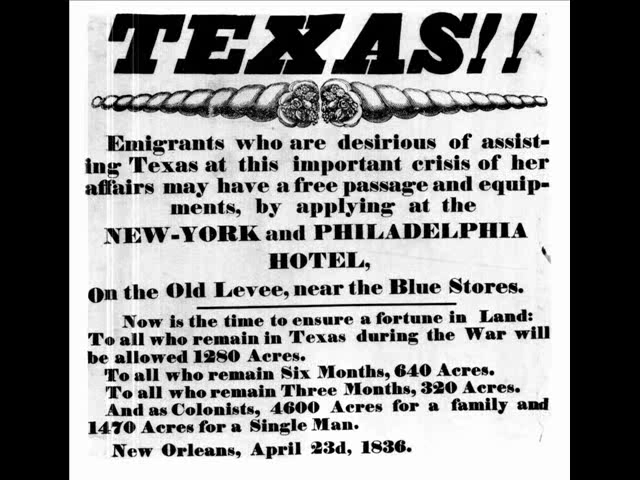 TEXAS!!
Emigrants who are desirious of assist-
ing Texas at this important crisis of her
affairs may have a free passage and equip-
ments, by applying at the
NEW-YORK and PHILADELPHIA
HOTEL,
On the Old Levee, near the Blue Stores.
Now is the time to ensure a fortune in Land:
To all who remain in Texas during the War will
be allowed 1280 Acres.
To all who remain Six Months, 640 Acres.
To all who remain Three Months, 320 Acres.
And as Colonists, 4600 Acres for a family and
1470 Acres for a Single Man.
New Orleans, April 23d, 1836.